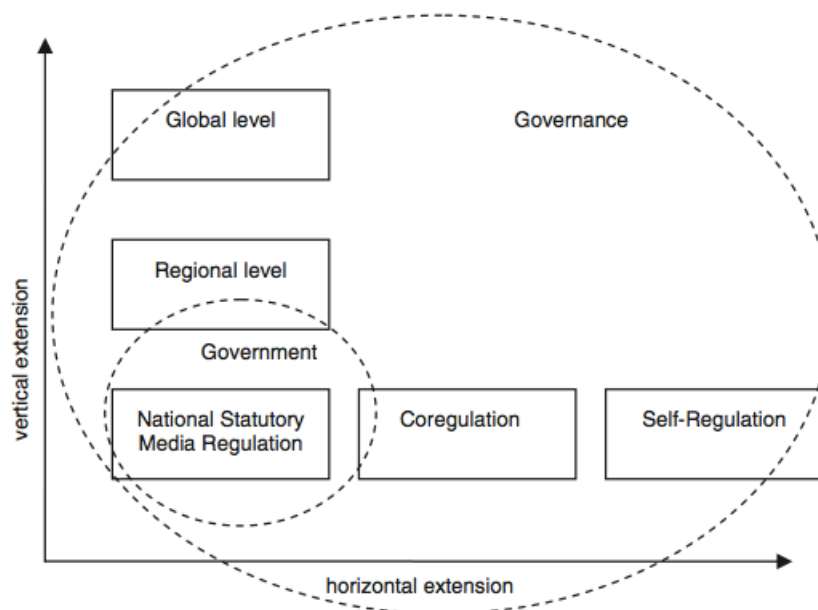 Global level
Governance
Regional level
Government
National Statutory
Media Regulation
Coregulation
Self-Regulation
vertical extension
horizontal extension